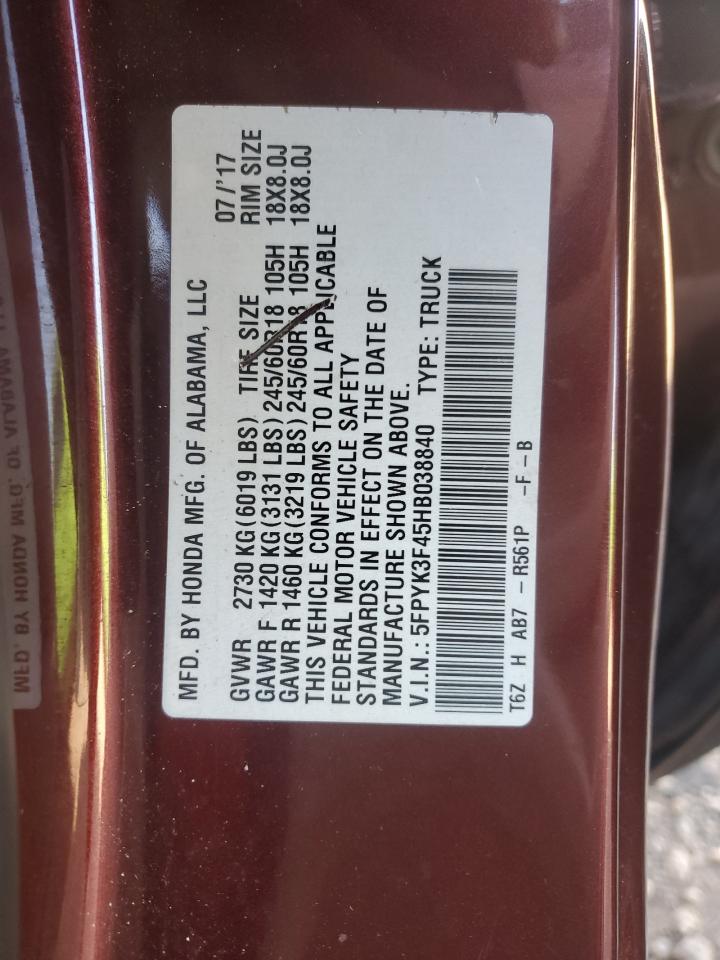 MFD. BY HONDA MFG. OF ALABAMA, LLC
07/'17
GVWR 2730 KG(6019 LBS) TIRE SIZE RIM SIZE
GAWR F 1420 KG(3131 LBS) 245/60R18 105H 18X8.0J
GAWR R 1460 KG(3219 LBS) 245/60R18 105H 18X8.0J
THIS VEHICLE CONFORMS TO ALL APPLICABLE
FEDERAL MOTOR VEHICLE SAFETY
STANDARDS IN EFFECT ON THE DATE OF
MANUFACTURE SHOWN ABOVE.
V.I.N.: 5FPYK3F45HB038840 TYPE: TRUCK
T6Z H AB7 - R561P -F - B
MFD. BY HONDA